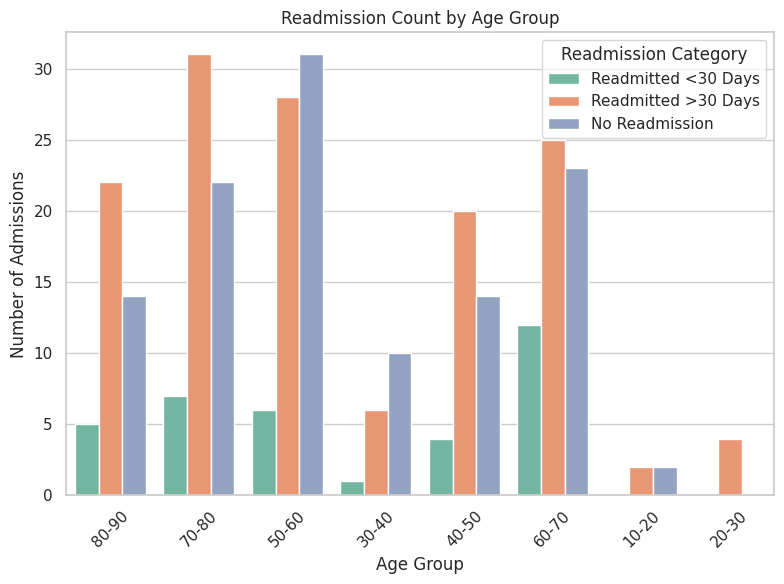 Readmission Count by Age Group
Readmission Category
Readmitted <30 Days
Readmitted >30 Days
No Readmission
Number of Admissions
30
25
20
15
10
5
0
80-90
70-80
50-60
30-40
40-50
60-70
10-20
20-30
Age Group